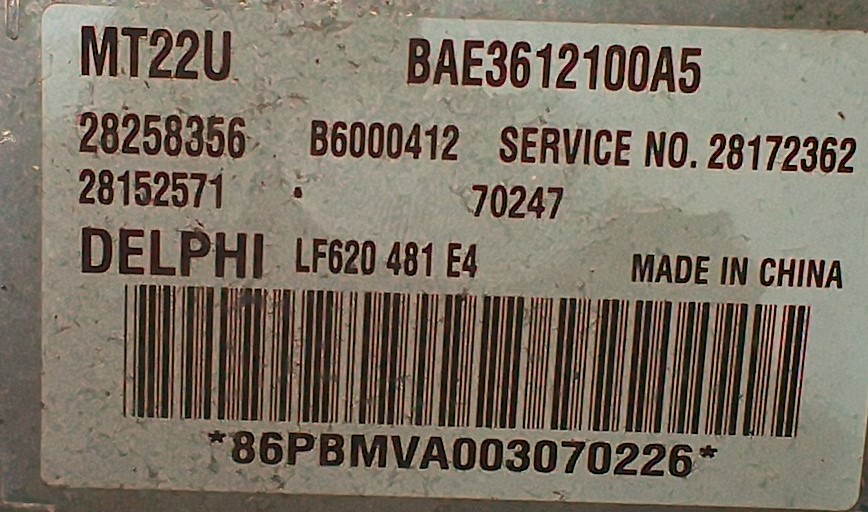 MT22U BAE3612100A5
28258356 B6000412 SERVICE NO. 28172362
28152571 70247
DELPHI LF620 481 E4 MADE IN CHINA
*86PBMVA003070226*